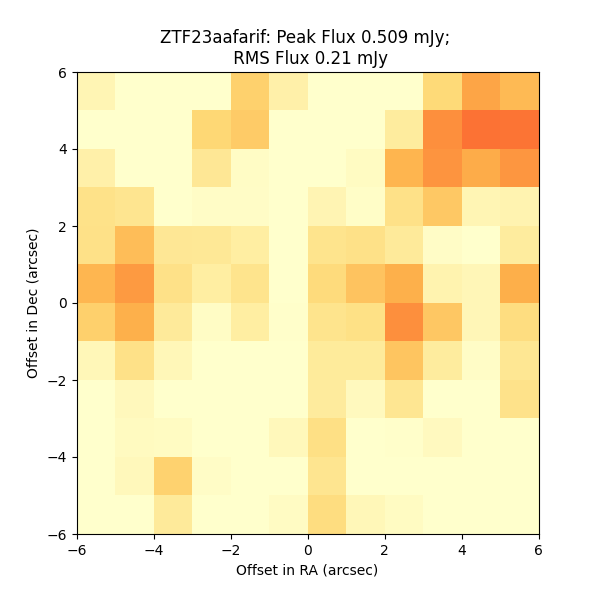 ZTF23aafarif: Peak Flux 0.509 mJy;
RMS Flux 0.21 mJy
6
4
2
0
−2
−4
−6
Offset in Dec (arcsec)
−6 −4 −2 0 2 4 6
Offset in RA (arcsec)